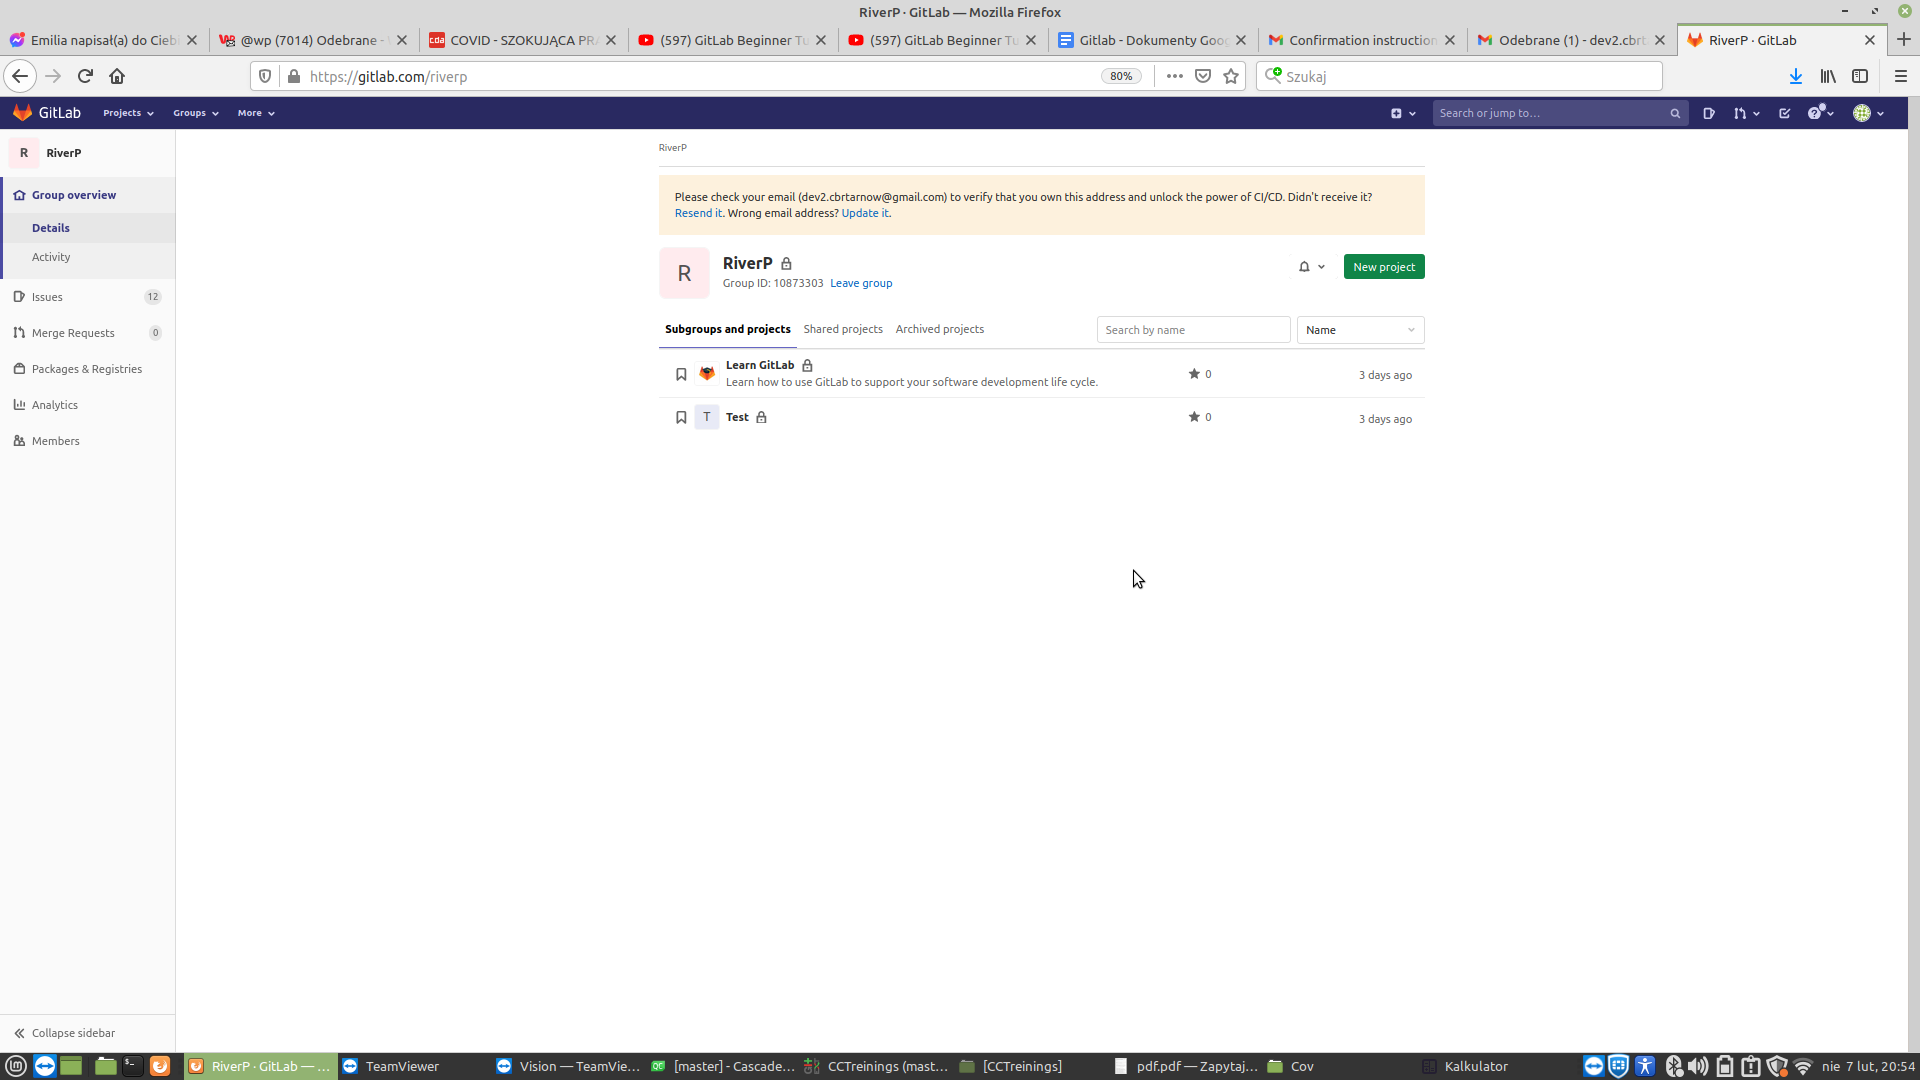 RiverP · GitLab — Mozilla Firefox
Emilia napisał(a) do Cieb
@wp (7014) Odebrane -
COVID - SZOKUJĄCA PR
(597) GitLab Beginner Tu
(597) GitLab Beginner Tu
Gitlab - Dokumenty Goog
Confirmation instruction
Odebrane (1) - dev2.cbrt
RiverP · GitLab
https://gitlab.com/riverp
80%
Szukaj
GitLab
Projects
Groups
More
Search or jump to...
R
RiverP
Group overview
Details
Activity
Issues
12
Merge Requests
0
Packages & Registries
Analytics
Members
Collapse sidebar
RiverP
Please check your email (dev2.cbrtarnow@gmail.com) to verify that you own this address and unlock the power of CI/CD. Didn't receive it?
Resend it. Wrong email address? Update it.
R
RiverP
Group ID: 10873303 Leave group
New project
Subgroups and projects
Shared projects
Archived projects
Search by name
Name
Learn GitLab
Learn how to use GitLab to support your software development life cycle.
0
3 days ago
T
Test
0
3 days ago
RiverP · GitLab — ...
TeamViewer
Vision — TeamVie...
QC
[master] - Cascade...
CCTreinings (mast...
[CCTreinings]
pdf.pdf — Zapytaj...
Cov
Kalkulator
nie 7 lut, 20:54